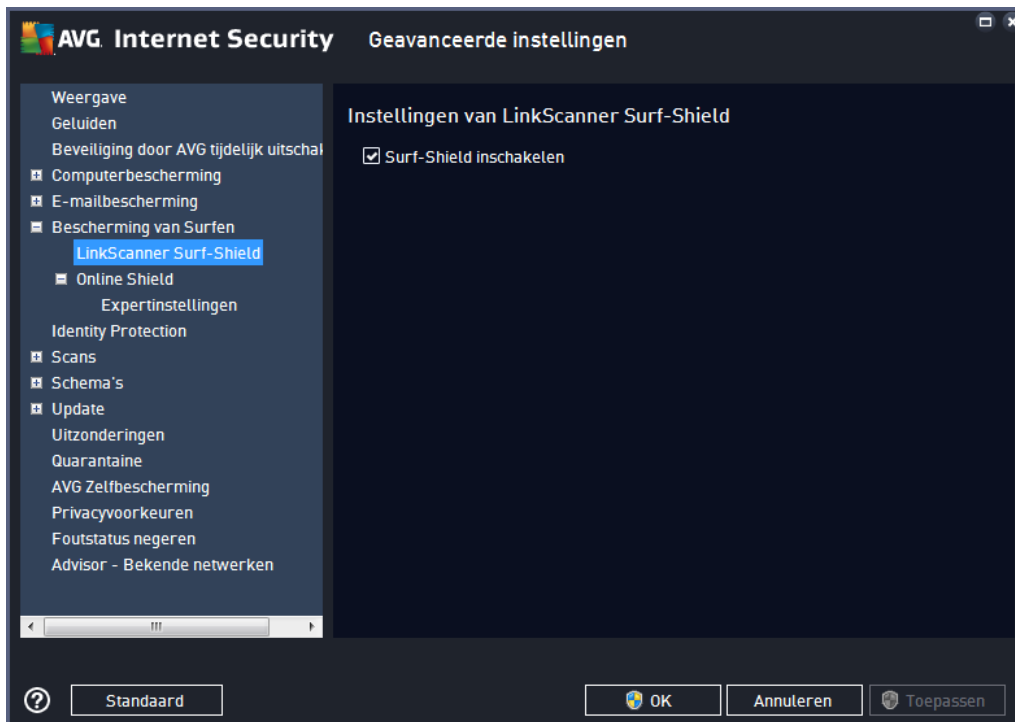 AVG. Internet Security Geavanceerde instellingen
Weergave
Geluiden
Beveiliging door AVG tijdelijk uitschak
Computerbescherming
E-mailbescherming
Bescherming van Surfen
LinkScanner Surf-Shield
Online Shield
Expertinstellingen
Identity Protection
Scans
Schema's
Update
Uitzonderingen
Quarantaine
AVG Zelfbescherming
Privacyvoorkeuren
Foutstatus negeren
Advisor - Bekende netwerken
Instellingen van LinkScanner Surf-Shield
Surf-Shield inschakelen
Standaard
OK
Annuleren
Toepassen